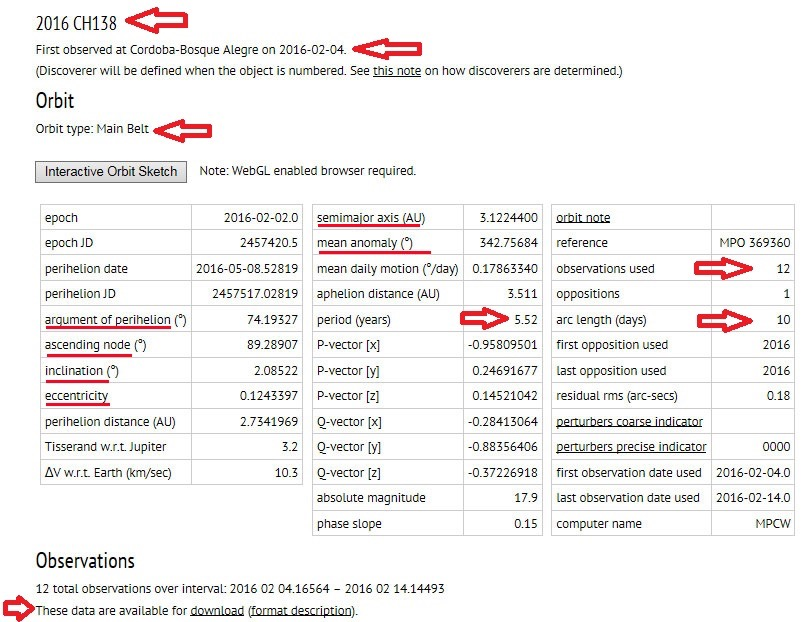 2016 CH138
First observed at Cordoba-Bosque Alegre on 2016-02-04.
(Discoverer will be defined when the object is numbered. See this note on how discoverers are determined.)
Orbit
Orbit type: Main Belt
Interactive Orbit Sketch Note: WebGL enabled browser required.
epoch 2016-02-02.0 semimajor axis (AU) 3.1224400 orbit note
epoch JD 2457420.5 mean anomaly (°) 342.75684 reference MPO 369360
perihelion date 2016-05-08.52819 mean daily motion (°/day) 0.17863340 observations used 12
perihelion JD 2457517.02819 aphelion distance (AU) 3.511 oppositions 1
argument of perihelion (°) 74.19327 period (years) 5.52 arc length (days) 10
ascending node (°) 89.28907 P-vector [x] -0.95809501 first opposition used 2016
inclination (°) 2.08522 P-vector [y] 0.24691677 last opposition used 2016
eccentricity 0.1243397 P-vector [z] 0.14521042 residual rms (arc-secs) 0.18
perihelion distance (AU) 2.7341969 Q-vector [x] -0.28413064 perturbers coarse indicator
Tisserand w.r.t. Jupiter 3.2 Q-vector [y] -0.88356406 perturbers precise indicator 0000
ΔV w.r.t. Earth (km/sec) 10.3 Q-vector [z] -0.37226918 first observation date used 2016-02-04.0
absolute magnitude 17.9 last observation date used 2016-02-14.0
phase slope 0.15 computer name MPCW
Observations
12 total observations over interval: 2016 02 04.16564 – 2016 02 14.14493
These data are available for download (format description).